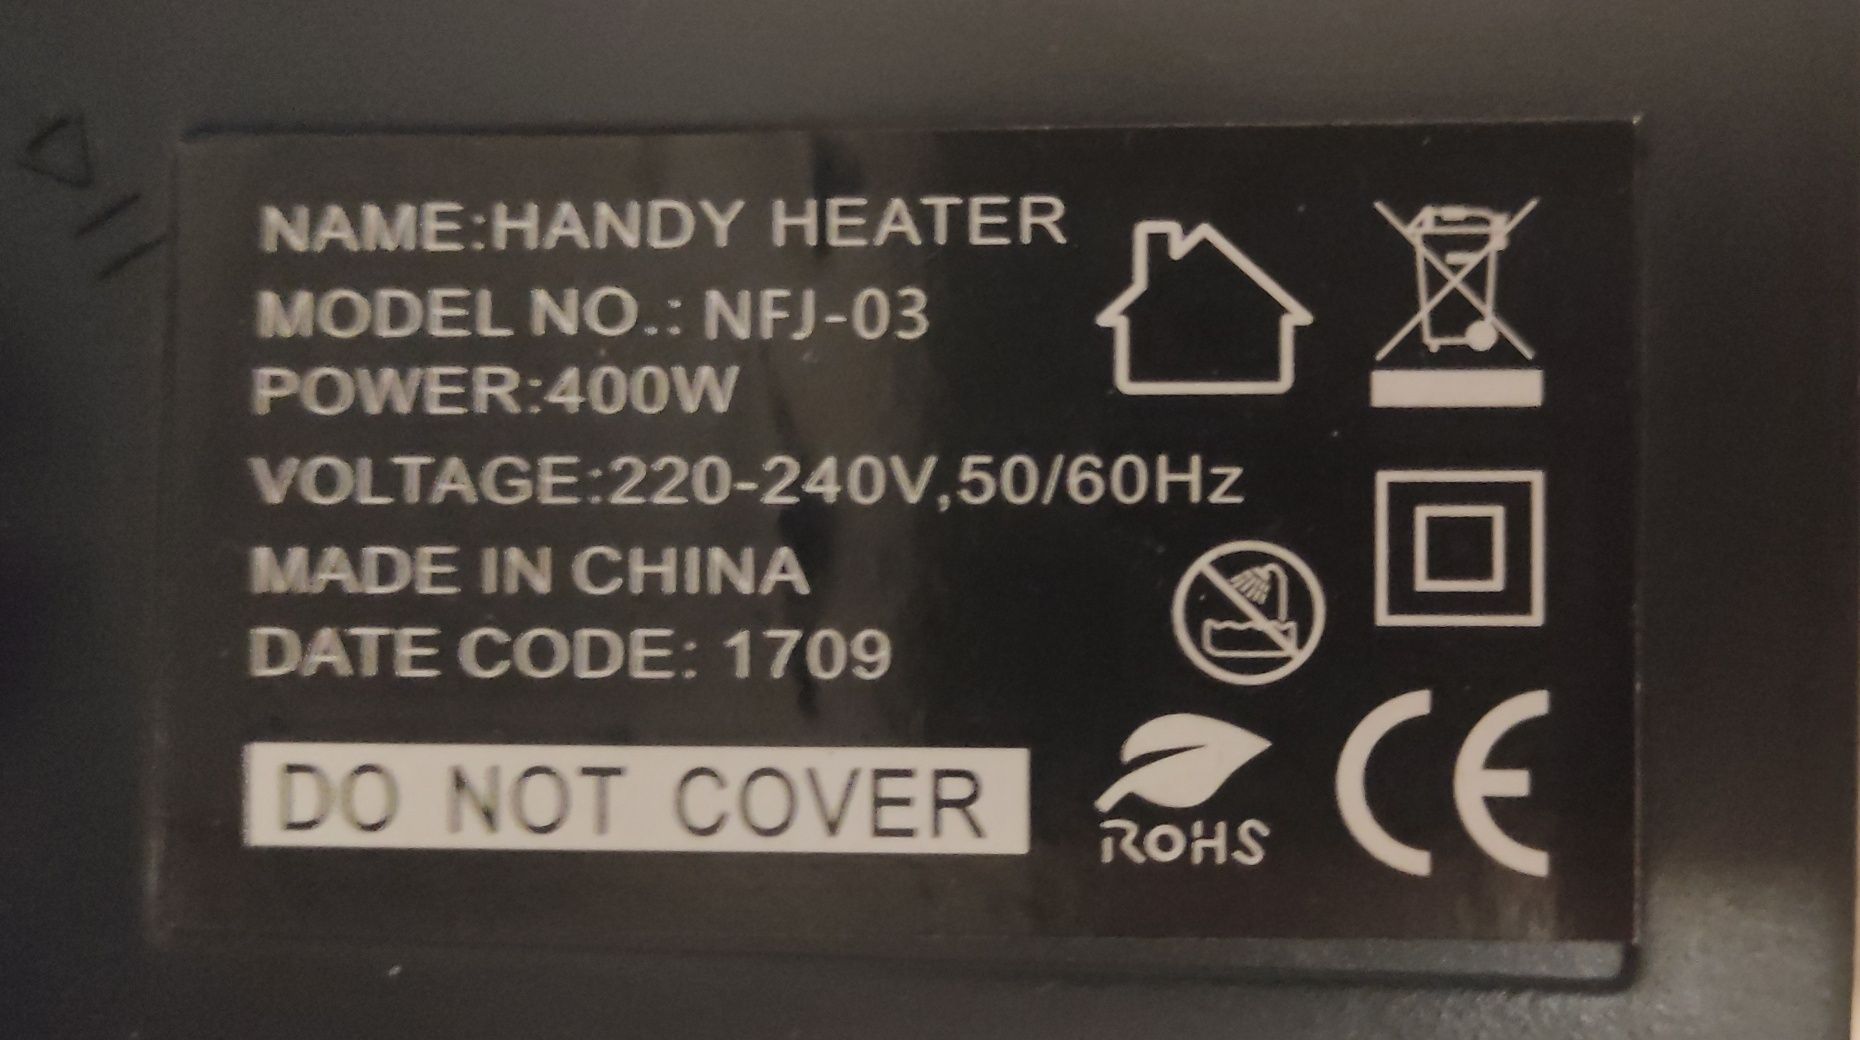 NAME:HANDY HEATER
MODEL NO.: NFJ-03
POWER:400W
VOLTAGE:220-240V,50/60Hz
MADE IN CHINA
DATE CODE: 1709
DO NOT COVER
ROHS
CE